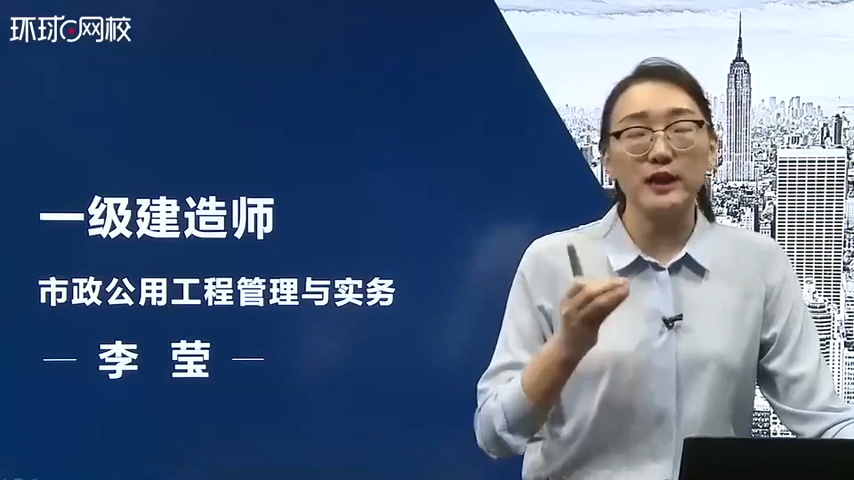 环球网校
一级建造师
市政公用工程管理与实务
李 莹